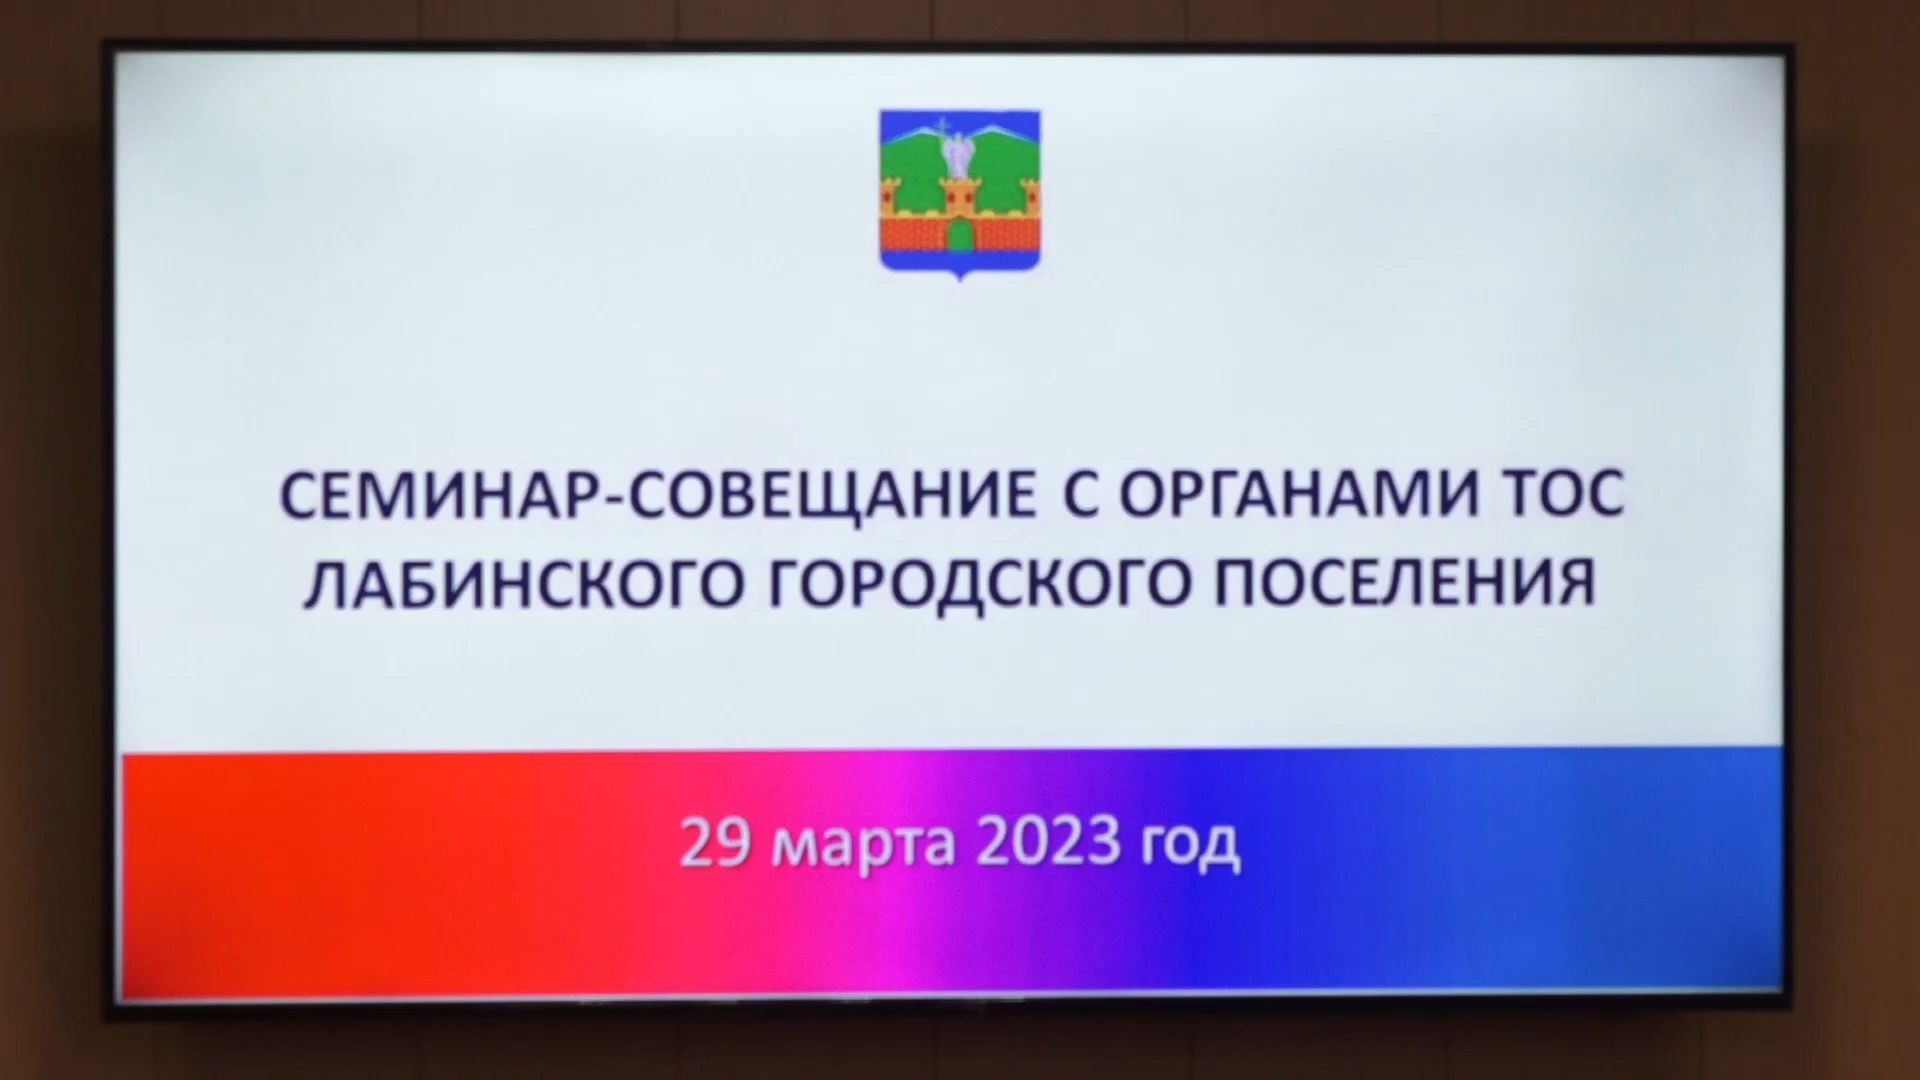 СЕМИНАР-СОВЕЩАНИЕ С ОРГАНАМИ ТОС
ЛАБИНСКОГО ГОРОДСКОГО ПОСЕЛЕНИЯ
29 марта 2023 год